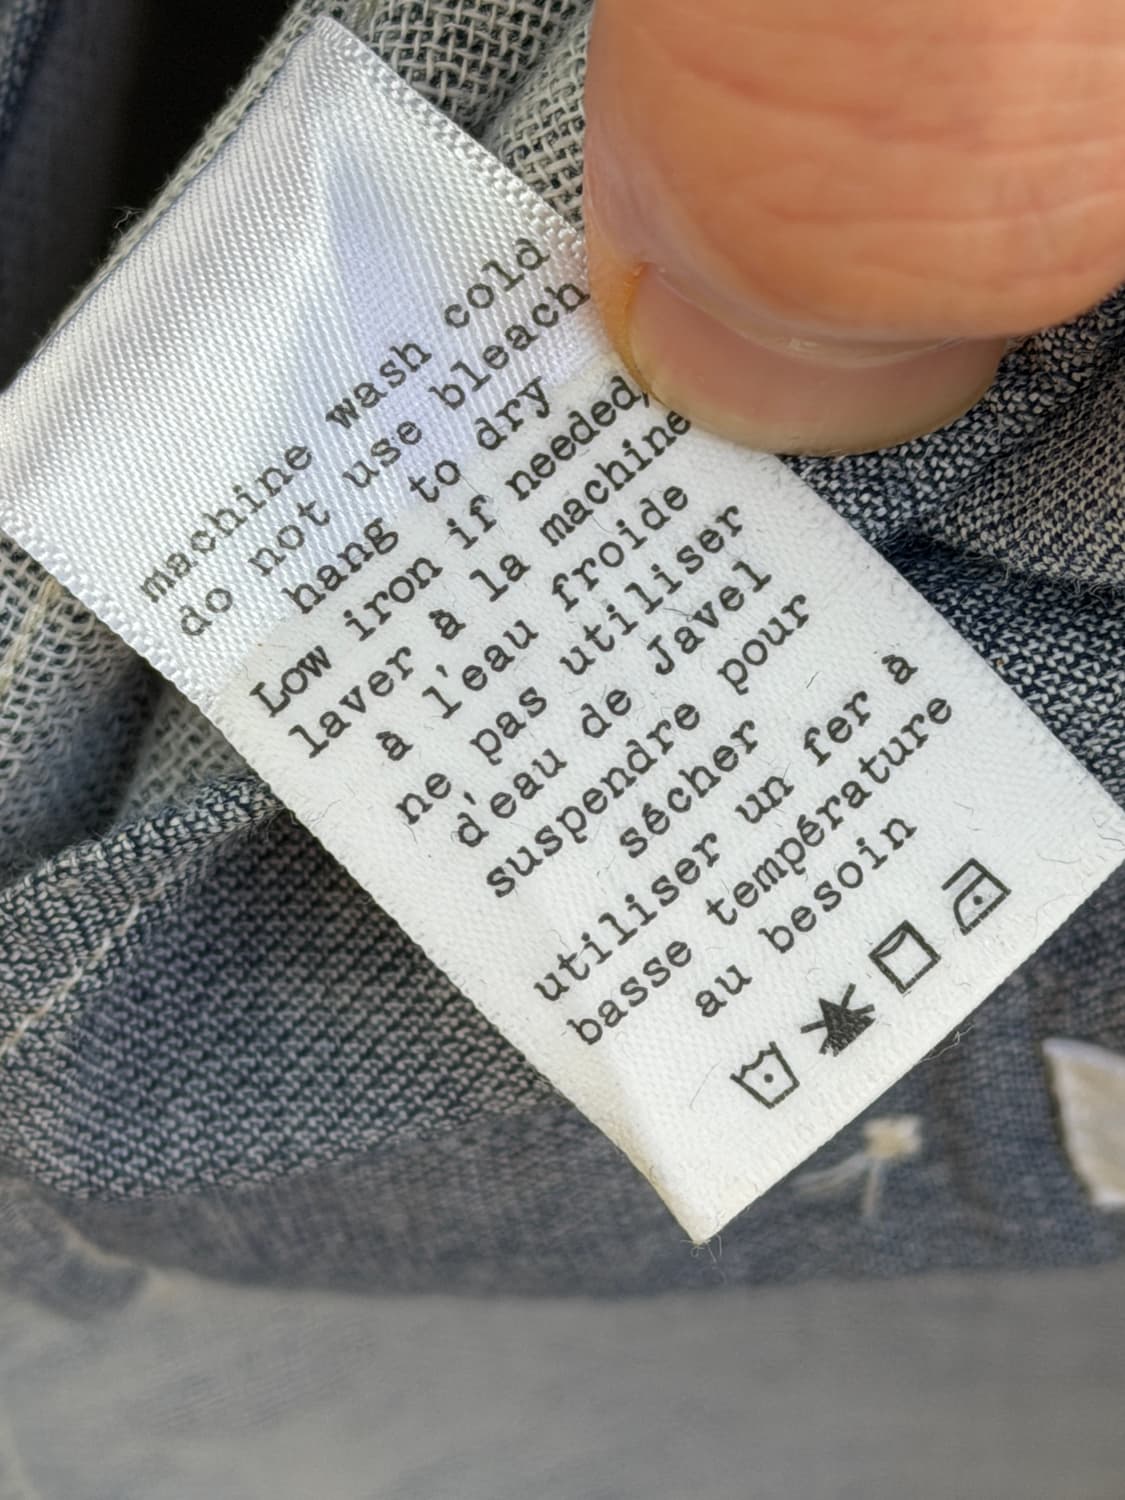 machine wash cold
do not use bleach
hang to dry
Low iron if needed,
laver à la machine
à l'eau froide
ne pas utiliser
d'eau de Javel
suspendre pour
sécher
utiliser un fer à
basse température
au besoin